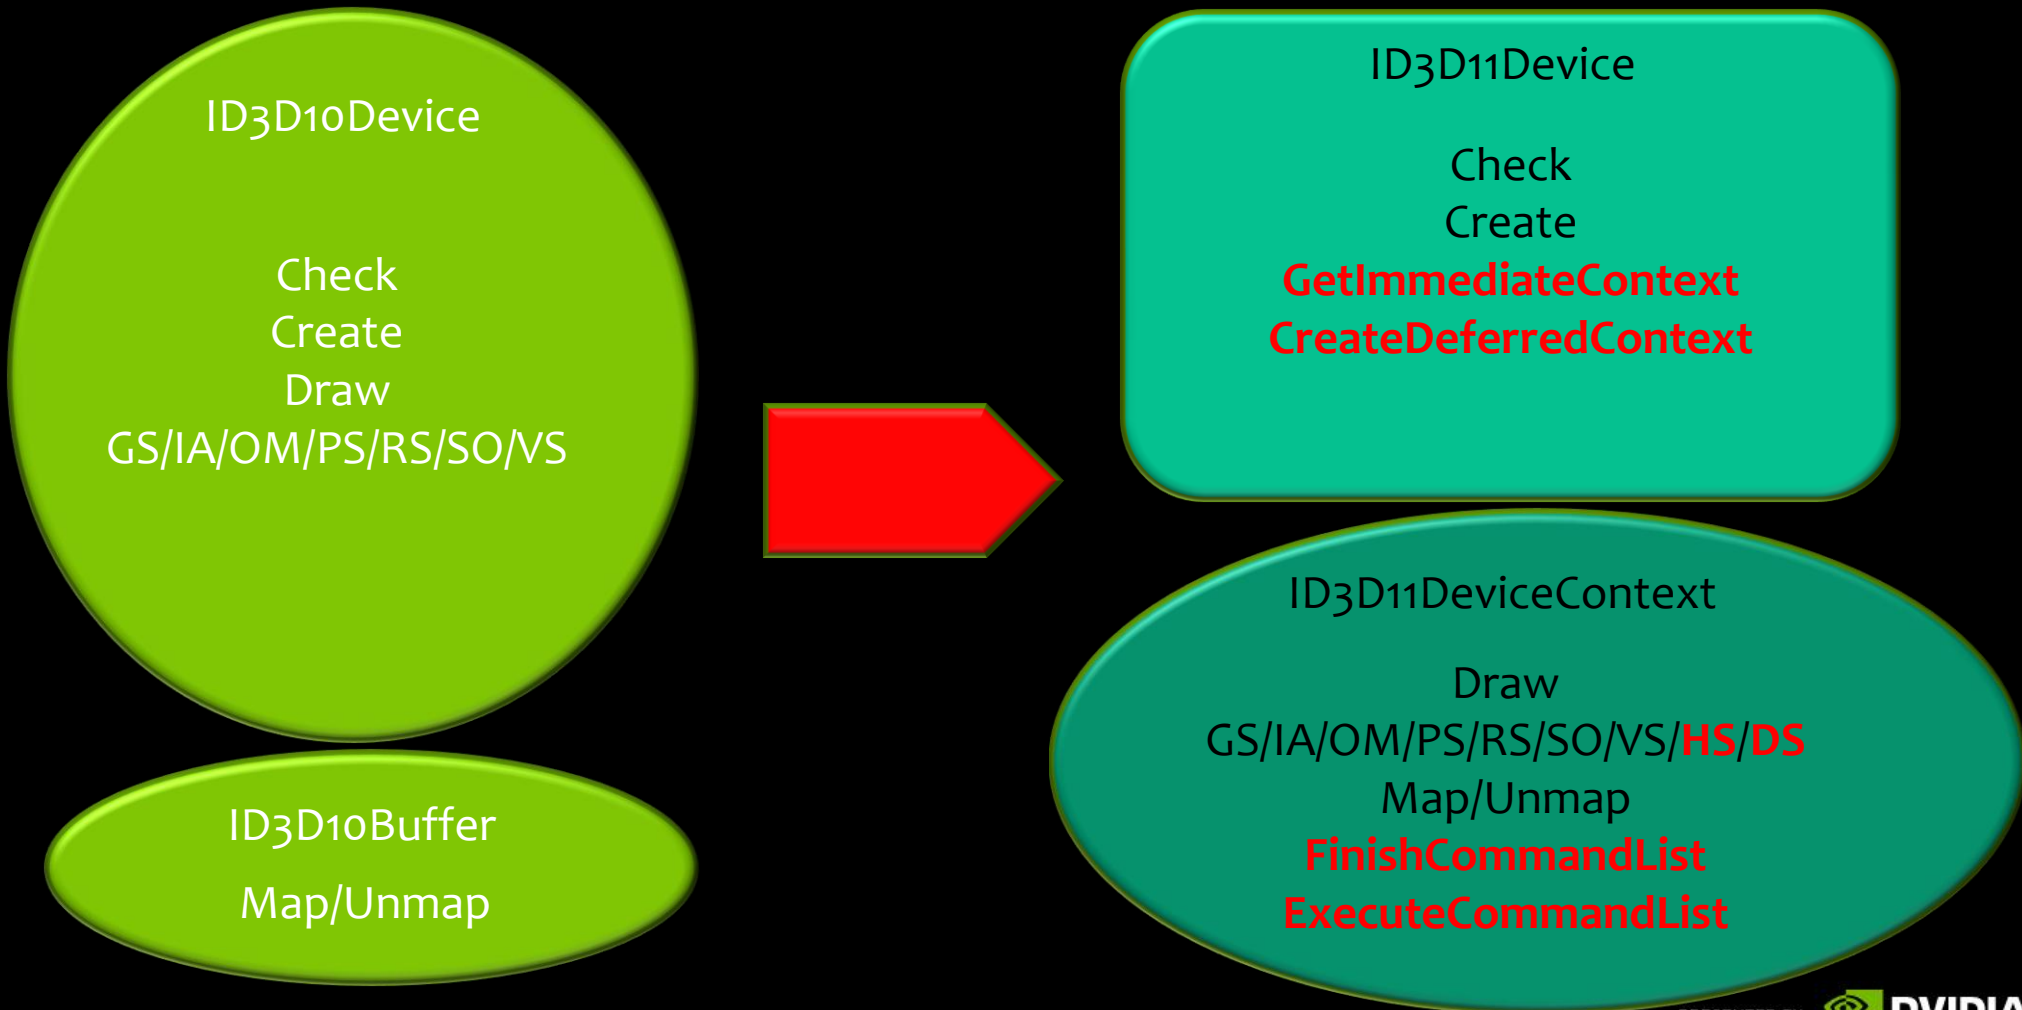 ID3D10Device
Check
Create
Draw
GS/IA/OM/PS/RS/SO/VS
ID3D10Buffer
Map/Unmap
ID3D11Device
Check
Create
GetImmediateContext
CreateDeferredContext
ID3D11DeviceContext
Draw
GS/IA/OM/PS/RS/SO/VS/HS/DS
Map/Unmap
FinishCommandList
ExecuteCommandList